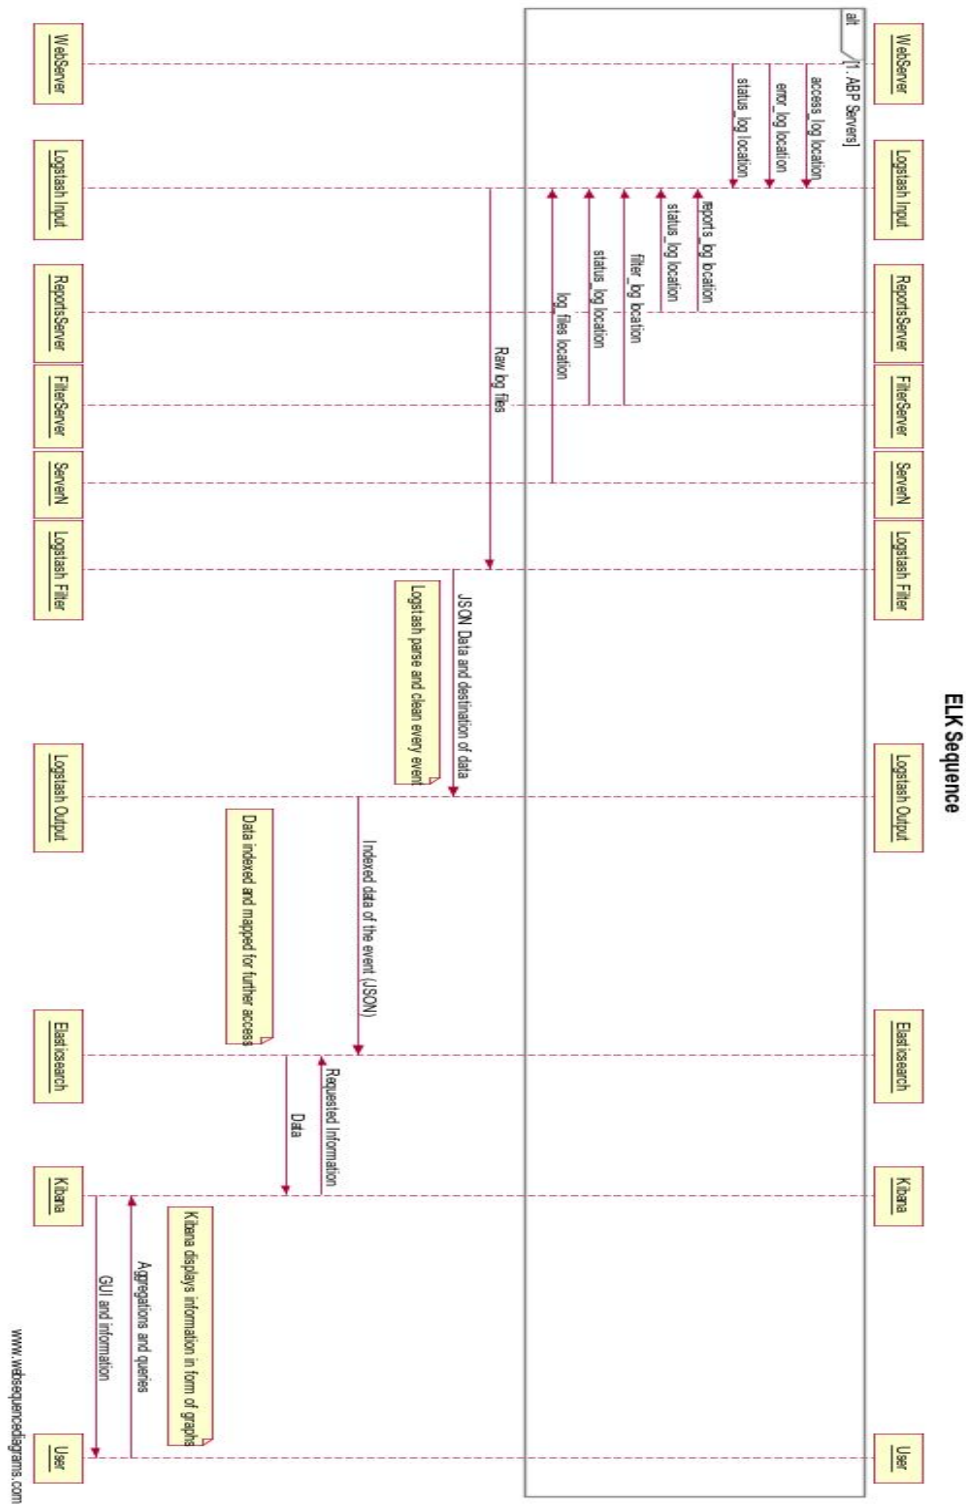 ELK Sequence
WebServer
Logstash Input
ReportsServer
FilterServer
ServerN
Logstash Filter
Logstash Output
Elasticsearch
Kibana
User
alt
[1. ABP Servers]
access_log location
error_log location
status_log location
reports_log location
status_log location
filter_log location
status_log location
log_files location
Raw log files
JSON Data and destination of data
Logstash parse and clean every event
Indexed data of the event (JSON)
Requested Information
Data
Data indexed and mapped for further access
Kibana displays information in form of graphs
Aggregations and queries
GUI and information
WebServer
Logstash Input
ReportsServer
FilterServer
ServerN
Logstash Filter
Logstash Output
Elasticsearch
Kibana
User
www.websequencediagrams.com